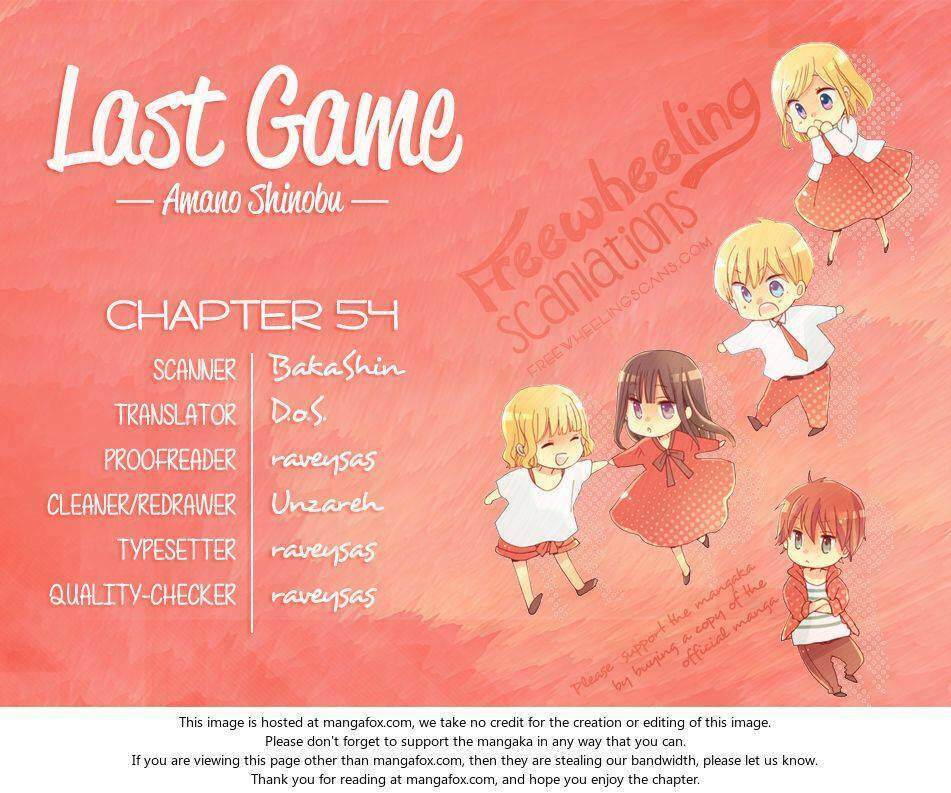 Last Game
— Amano Shinobu —
CHAPTER 54
SCANNER BakaShin
TRANSLATOR D.o.S.
PROOFREADER raveysas
CLEANER/REDRAWER Unzareh
TYPESETTER raveysas
QUALITY-CHECKER raveysas
Freewheeling
scanlations
FREEWHEELINGSCANS.COM
Please support the mangaka
by buying a copy of the
official manga
This image is hosted at mangafox.com, we take no credit for the creation or editing of this image.
Please don't forget to support the mangaka in any way that you can.
If you are viewing this page other than mangafox.com, then they are stealing our bandwidth, please let us know.
Thank you for reading at mangafox.com, and hope you enjoy the chapter.